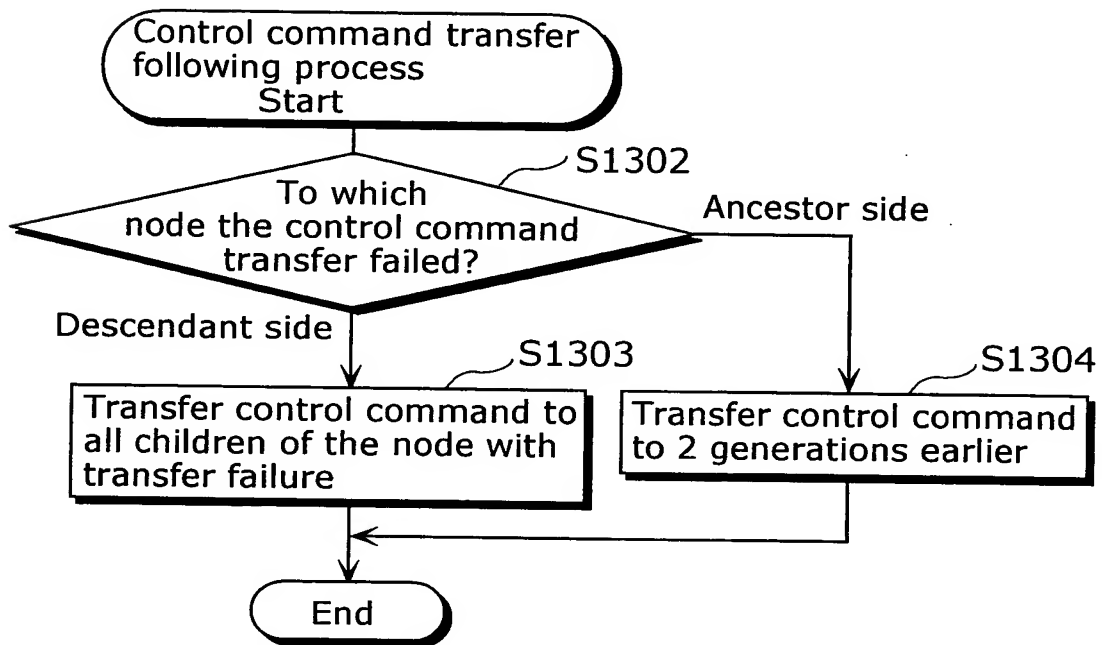 Control command transfer
following process
Start
S1302
To which
node the control command
transfer failed?
Ancestor side
Descendant side
S1303
Transfer control command to
all children of the node with
transfer failure
S1304
Transfer control command
to 2 generations earlier
End